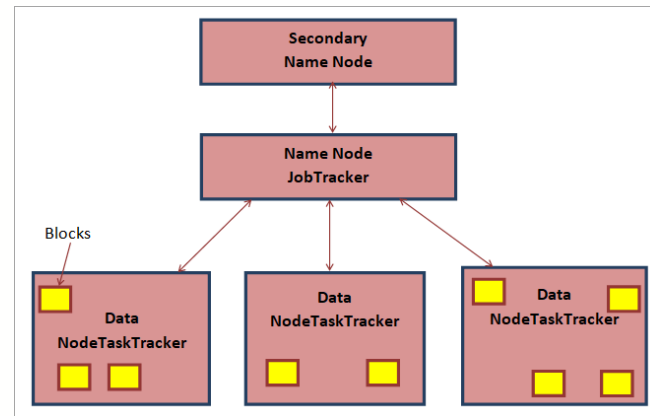 Secondary
Name Node
Name Node
JobTracker
Blocks
Data
NodeTaskTracker
Data
NodeTaskTracker
Data
NodeTaskTracker